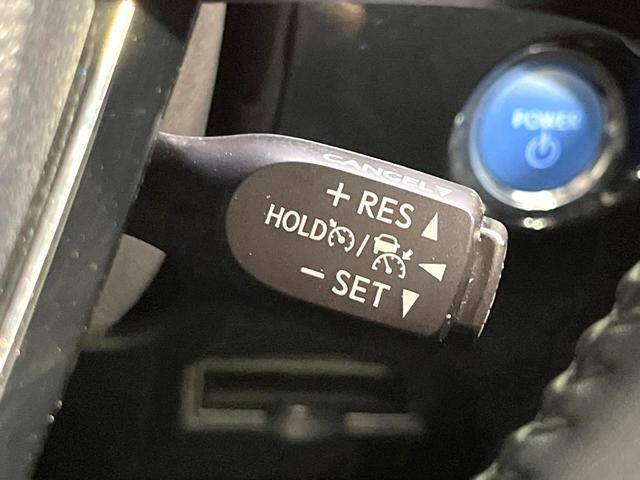 CANCEL
+ RES
HOLD /
- SET
POWER